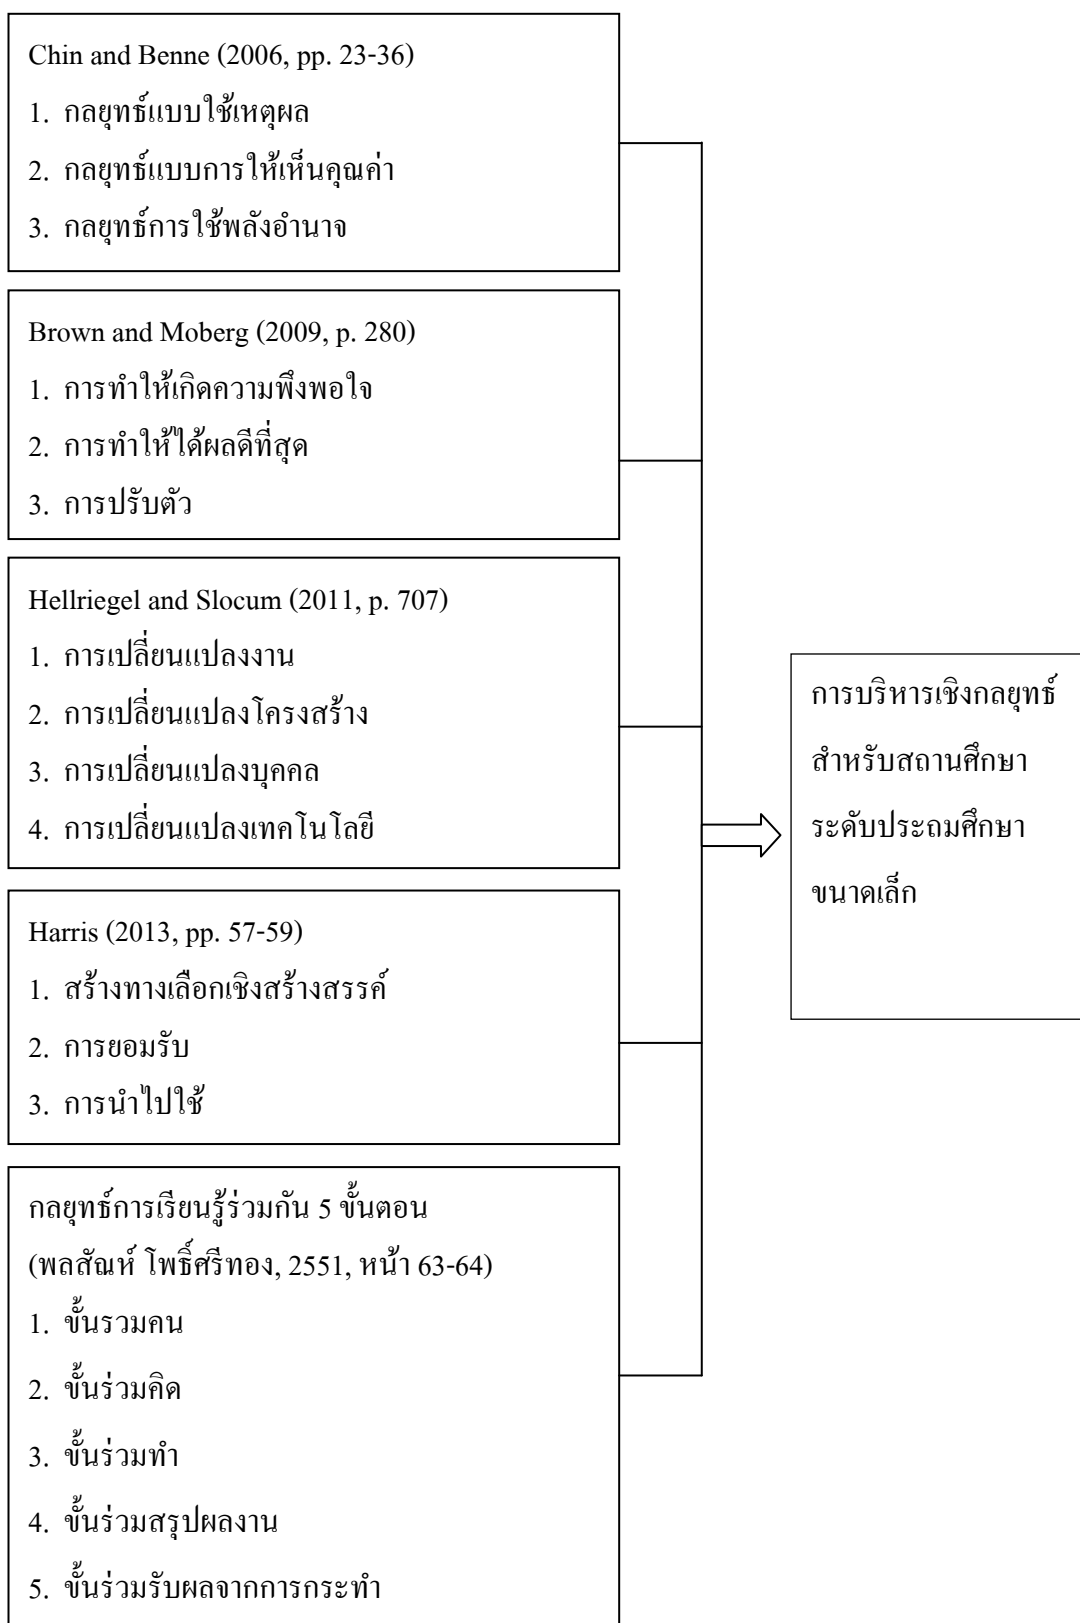 Chin and Benne (2006, pp. 23-36)
1. กลยุทธ์แบบใช้เหตุผล
2. กลยุทธ์แบบการให้เห็นคุณค่า
3. กลยุทธ์การใช้พลังอำนาจ
Brown and Moberg (2009, p. 280)
1. การทำให้เกิดความพึงพอใจ
2. การทำให้ได้ผลดีที่สุด
3. การปรับตัว
Hellriegel and Slocum (2011, p. 707)
1. การเปลี่ยนแปลงงาน
2. การเปลี่ยนแปลงโครงสร้าง
3. การเปลี่ยนแปลงบุคคล
4. การเปลี่ยนแปลงเทคโนโลยี
Harris (2013, pp. 57-59)
1. สร้างทางเลือกเชิงสร้างสรรค์
2. การยอมรับ
3. การนำไปใช้
กลยุทธ์การเรียนรู้ร่วมกัน 5 ขั้นตอน
(พลสัณห์ โพธิ์ศรีทอง, 2551, หน้า 63-64)
1. ขั้นรวมคน
2. ขั้นร่วมคิด
3. ขั้นร่วมทำ
4. ขั้นร่วมสรุปผลงาน
5. ขั้นร่วมรับผลจากการกระทำ
การบริหารเชิงกลยุทธ์
สำหรับสถานศึกษา
ระดับประถมศึกษา
ขนาดเล็ก